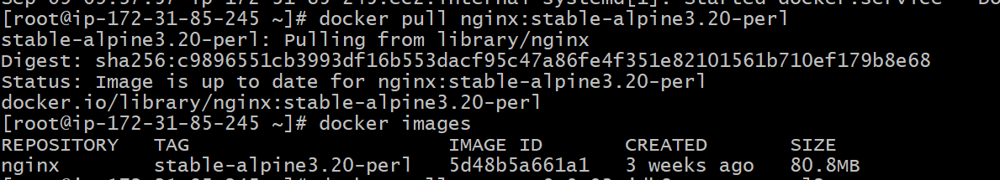 [root@ip-172-31-85-245 ~]# docker pull nginx:stable-alpine3.20-perl
stable-alpine3.20-perl: Pulling from library/nginx
Digest: sha256:c9896551cb3993df16b553dacf95c47a86fe4f351e82101561b710ef179b8e68
Status: Image is up to date for nginx:stable-alpine3.20-perl
docker.io/library/nginx:stable-alpine3.20-perl
[root@ip-172-31-85-245 ~]# docker images
REPOSITORY TAG IMAGE ID CREATED SIZE
nginx stable-alpine3.20-perl 5d48b5a661a1 3 weeks ago 80.8MB